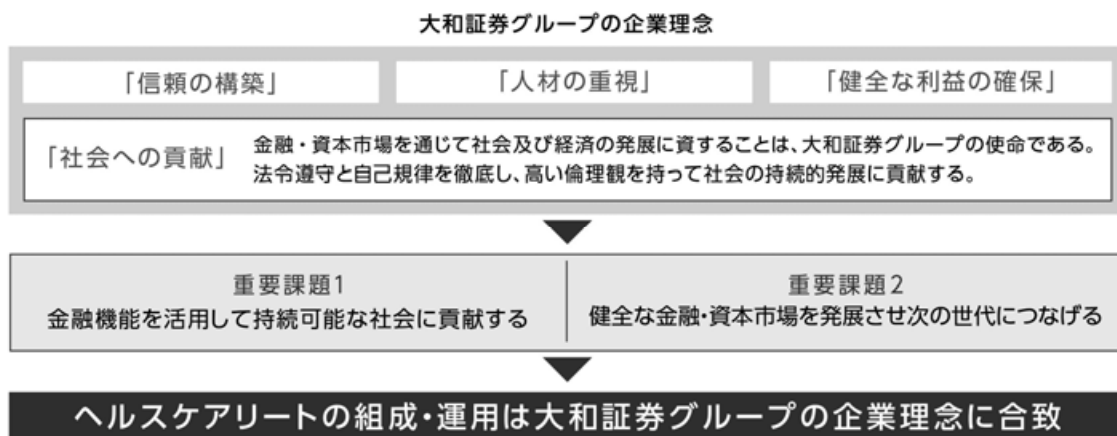 大和証券グループの企業理念
「信頼の構築」
「人材の重視」
「健全な利益の確保」
「社会への貢献」
金融・資本市場を通じて社会及び経済の発展に資することは、大和証券グループの使命である。
法令遵守と自己規律を徹底し、高い倫理観を持って社会の持続的発展に貢献する。
重要課題1
金融機能を活用して持続可能な社会に貢献する
重要課題2
健全な金融・資本市場を発展させ次の世代につなげる
ヘルスケアリートの組成・運用は大和証券グループの企業理念に合致